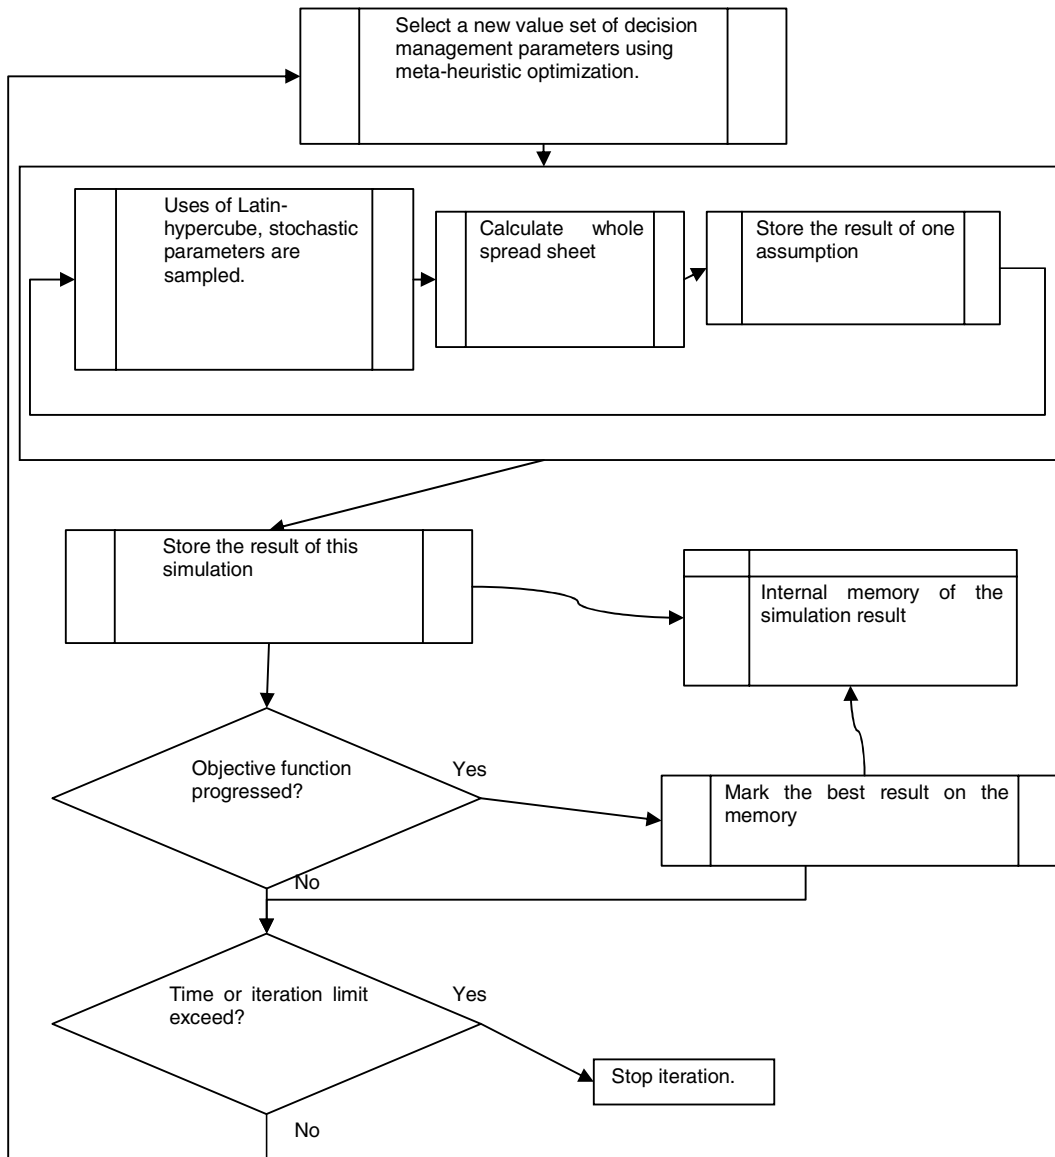 Select a new value set of decision
management parameters using
meta-heuristic optimization.
Uses of Latin-
hypercube, stochastic
parameters are
sampled.
Calculate whole
spread sheet
Store the result of one
assumption
Store the result of this
simulation
Internal memory of the
simulation result
Objective function
progressed?
Yes
Mark the best result on the
memory
No
Time or iteration limit
exceed?
Yes
Stop iteration.
No